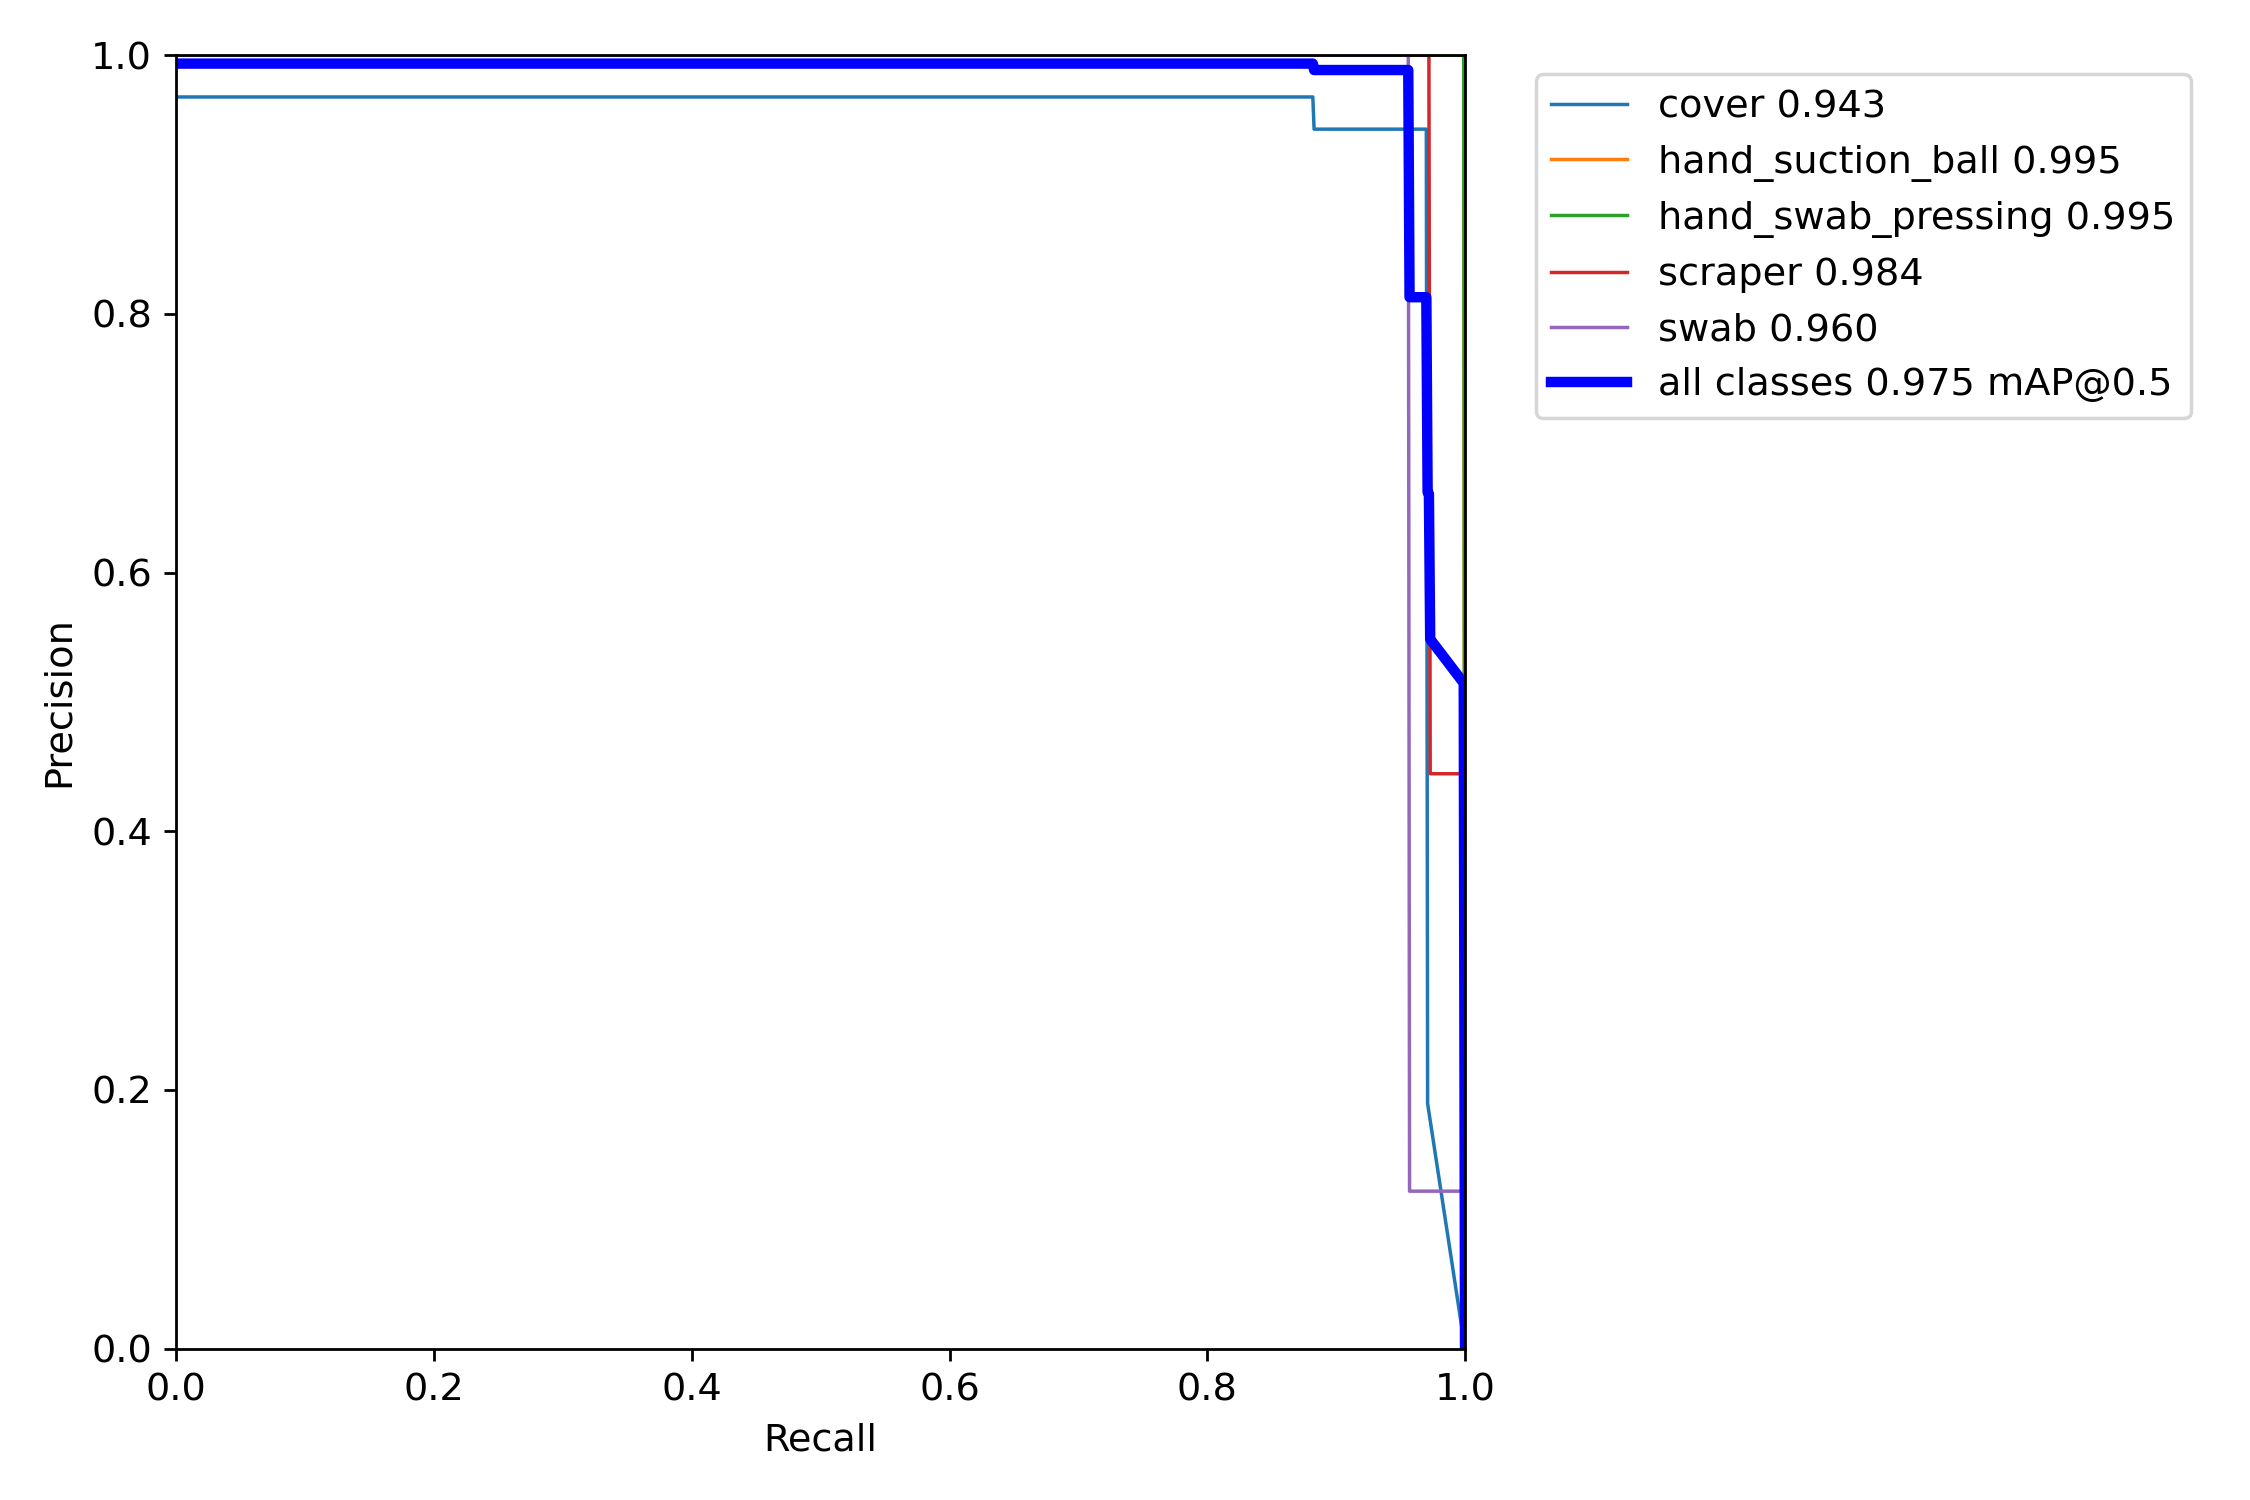 1.0
0.8
0.6
0.4
0.2
0.0
Precision
0.0 0.2 0.4 0.6 0.8 1.0
Recall
cover 0.943
hand_suction_ball 0.995
hand_swab_pressing 0.995
scraper 0.984
swab 0.960
all classes 0.975 mAP@0.5